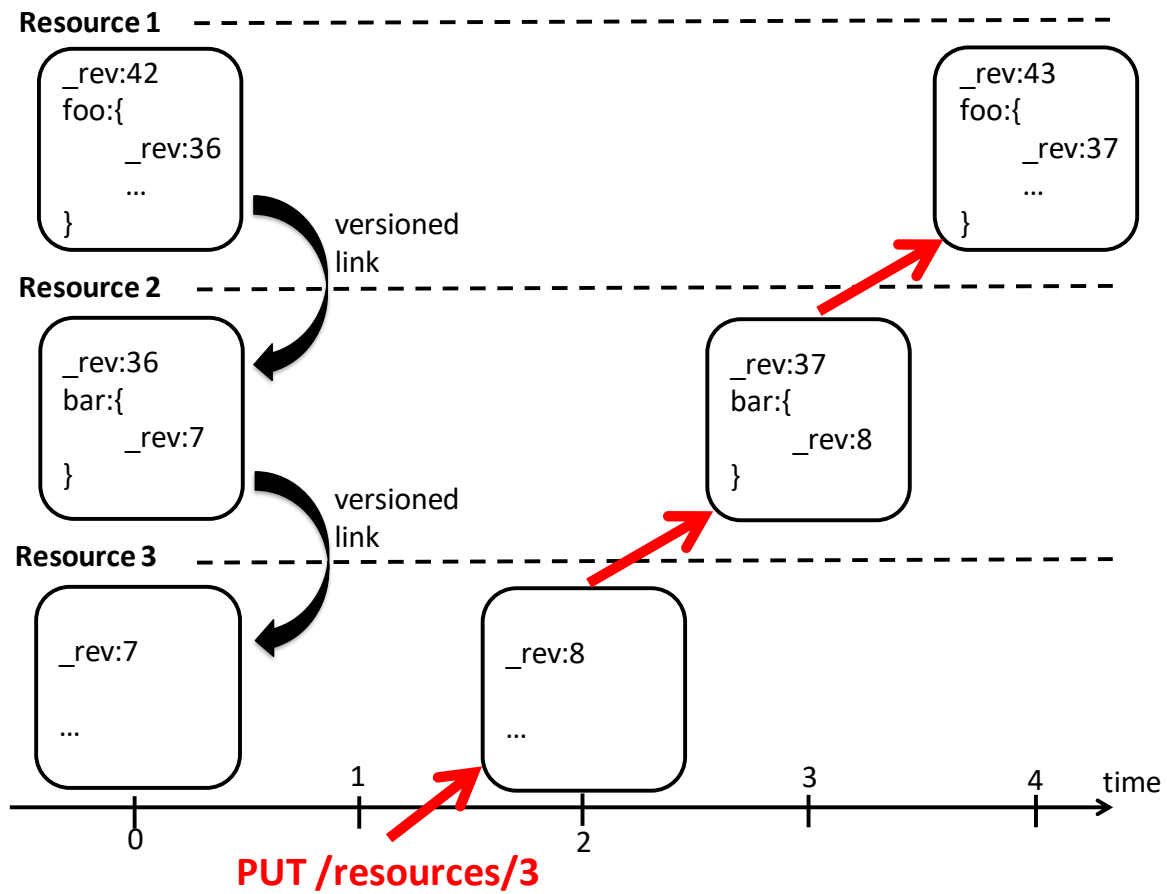 Resource 1
_rev:42
foo:{
_rev:36
...
}
_rev:43
foo:{
_rev:37
...
}
versioned
link
Resource 2
_rev:36
bar:{
_rev:7
}
_rev:37
bar:{
_rev:8
}
versioned
link
Resource 3
_rev:7
...
_rev:8
...
0
1
2
3
4
time
PUT /resources/3